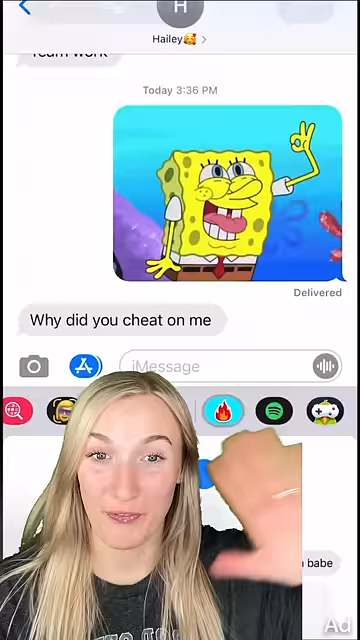 H
Hailey🥰 >
Team work
Today 3:36 PM
Delivered
Why did you cheat on me
iMessage
babe
Ad